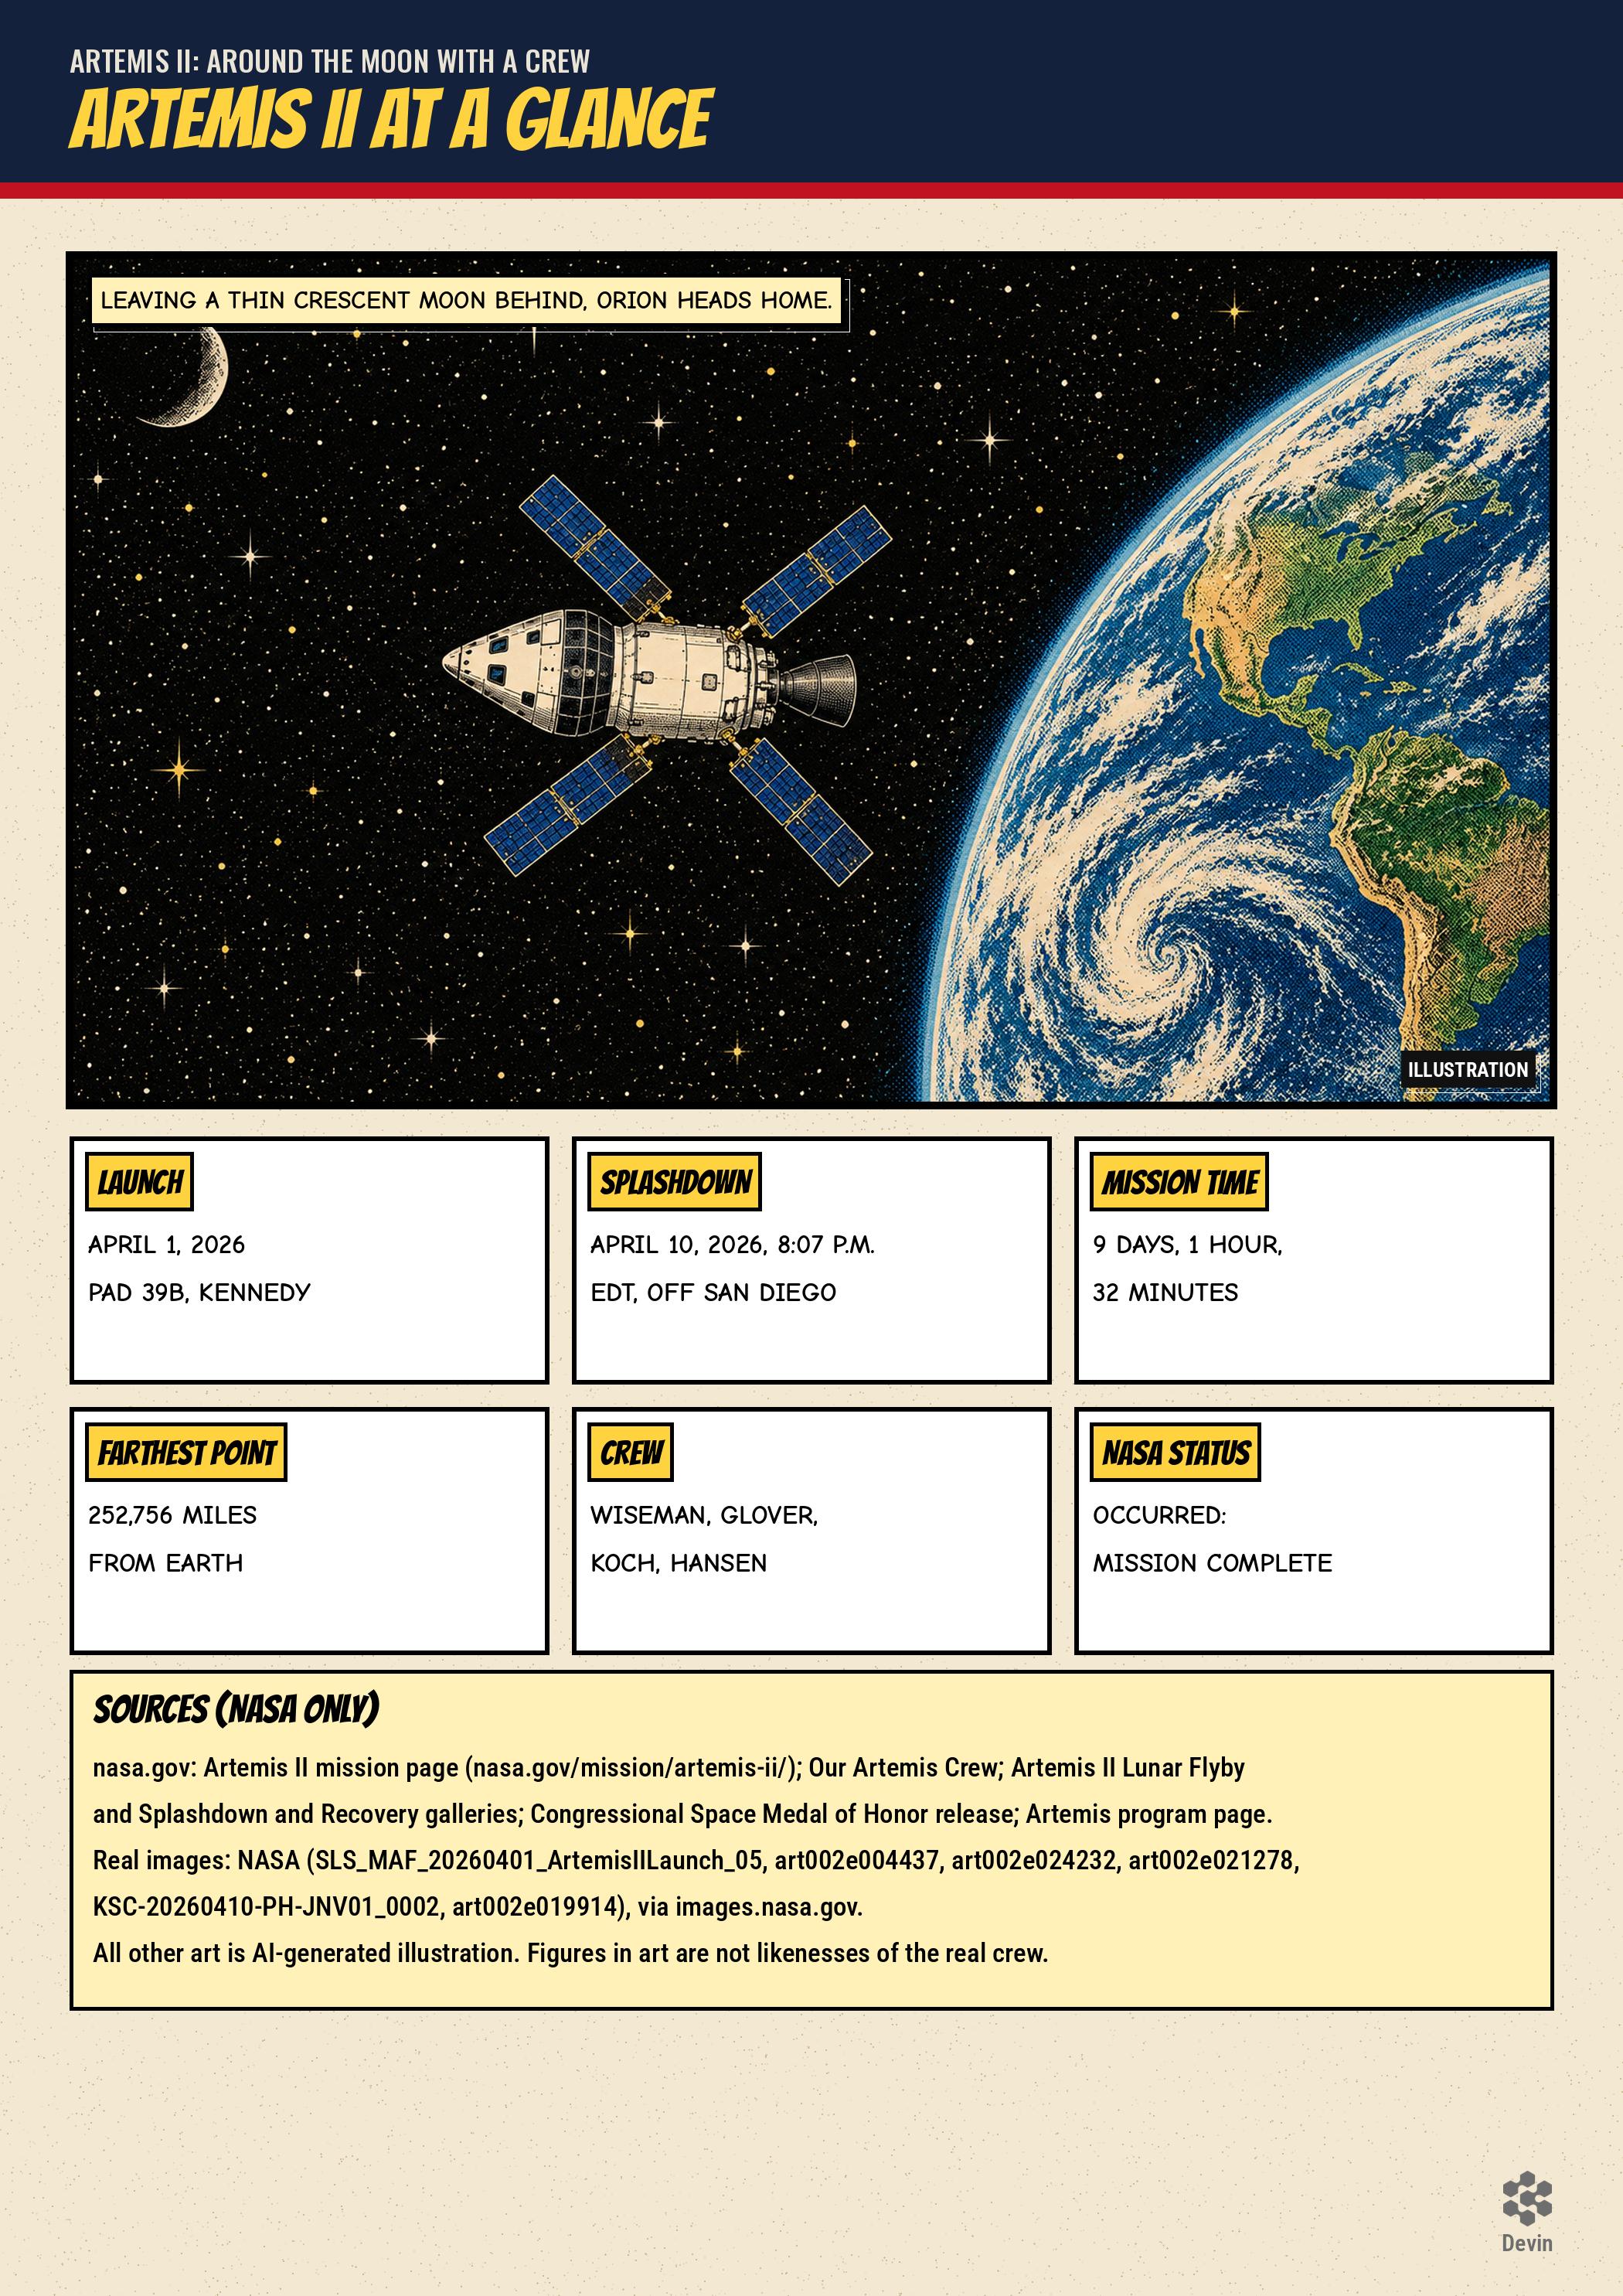 ARTEMIS II: AROUND THE MOON WITH A CREW
ARTEMIS II AT A GLANCE
LEAVING A THIN CRESCENT MOON BEHIND, ORION HEADS HOME.
ILLUSTRATION
LAUNCH
APRIL 1, 2026
PAD 39B, KENNEDY
SPLASHDOWN
APRIL 10, 2026, 8:07 P.M.
EDT, OFF SAN DIEGO
MISSION TIME
9 DAYS, 1 HOUR,
32 MINUTES
FARTHEST POINT
252,756 MILES
FROM EARTH
CREW
WISEMAN, GLOVER,
KOCH, HANSEN
NASA STATUS
OCCURRED:
MISSION COMPLETE
SOURCES (NASA ONLY)
nasa.gov: Artemis II mission page (nasa.gov/mission/artemis-ii/); Our Artemis Crew; Artemis II Lunar Flyby
and Splashdown and Recovery galleries; Congressional Space Medal of Honor release; Artemis program page.
Real images: NASA (SLS_MAF_20260401_ArtemisIILaunch_05, art002e004437, art002e024232, art002e021278,
KSC-20260410-PH-JNV01_0002, art002e019914), via images.nasa.gov.
All other art is AI-generated illustration. Figures in art are not likenesses of the real crew.
Devin